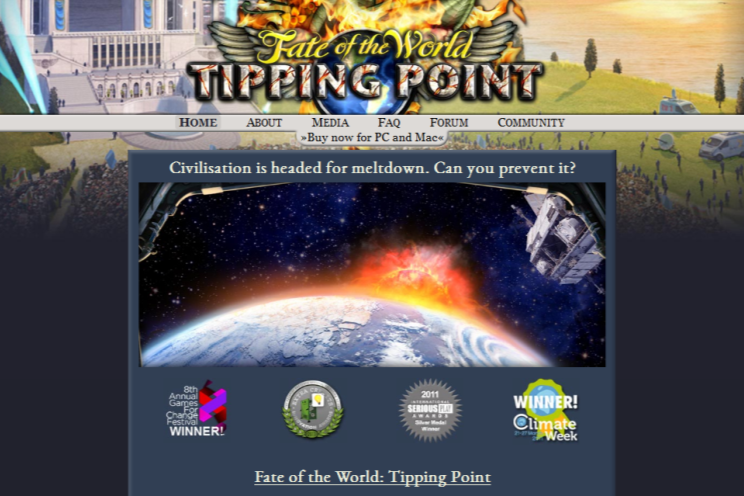 Fate of the World
TIPPING POINT
HOME ABOUT MEDIA FAQ FORUM COMMUNITY
»Buy now for PC and Mac«
Civilisation is headed for meltdown. Can you prevent it?
8th
Annual
Games
For
Change
Festival
WINNER!
2011
INTERNATIONAL
SERIOUS PLAY
AWARDS
Silver Medal
Winner
WINNER!
Climate
Week
Fate of the World: Tipping Point